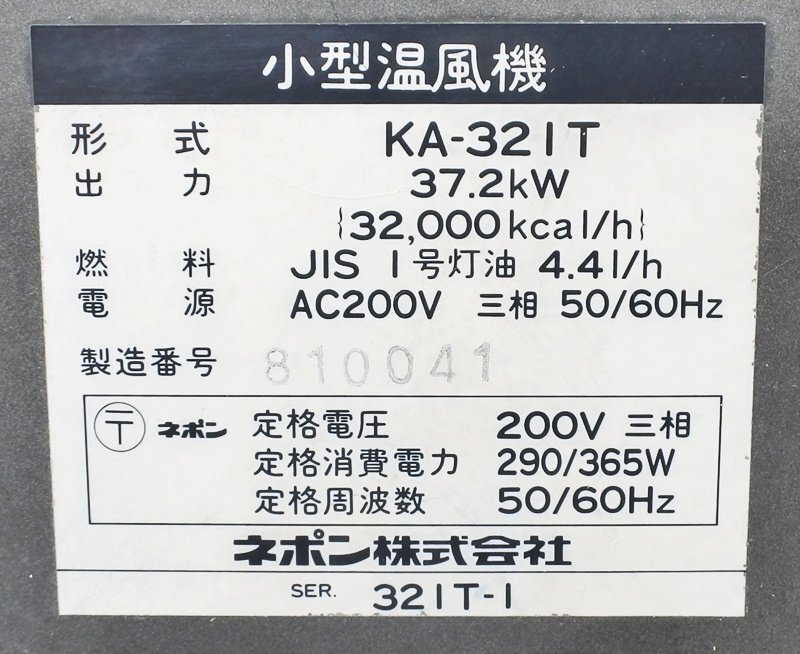 小型温風機
形 式 KA-321T
出 力 37.2kW
{32,000kcal/h}
燃 料 JIS 1号灯油 4.4l/h
電 源 AC200V 三相 50/60Hz
製造番号 810041
〒 ネポン 定格電圧 200V 三相
定格消費電力 290/365W
定格周波数 50/60Hz
ネポン株式会社
SER. 321T-1